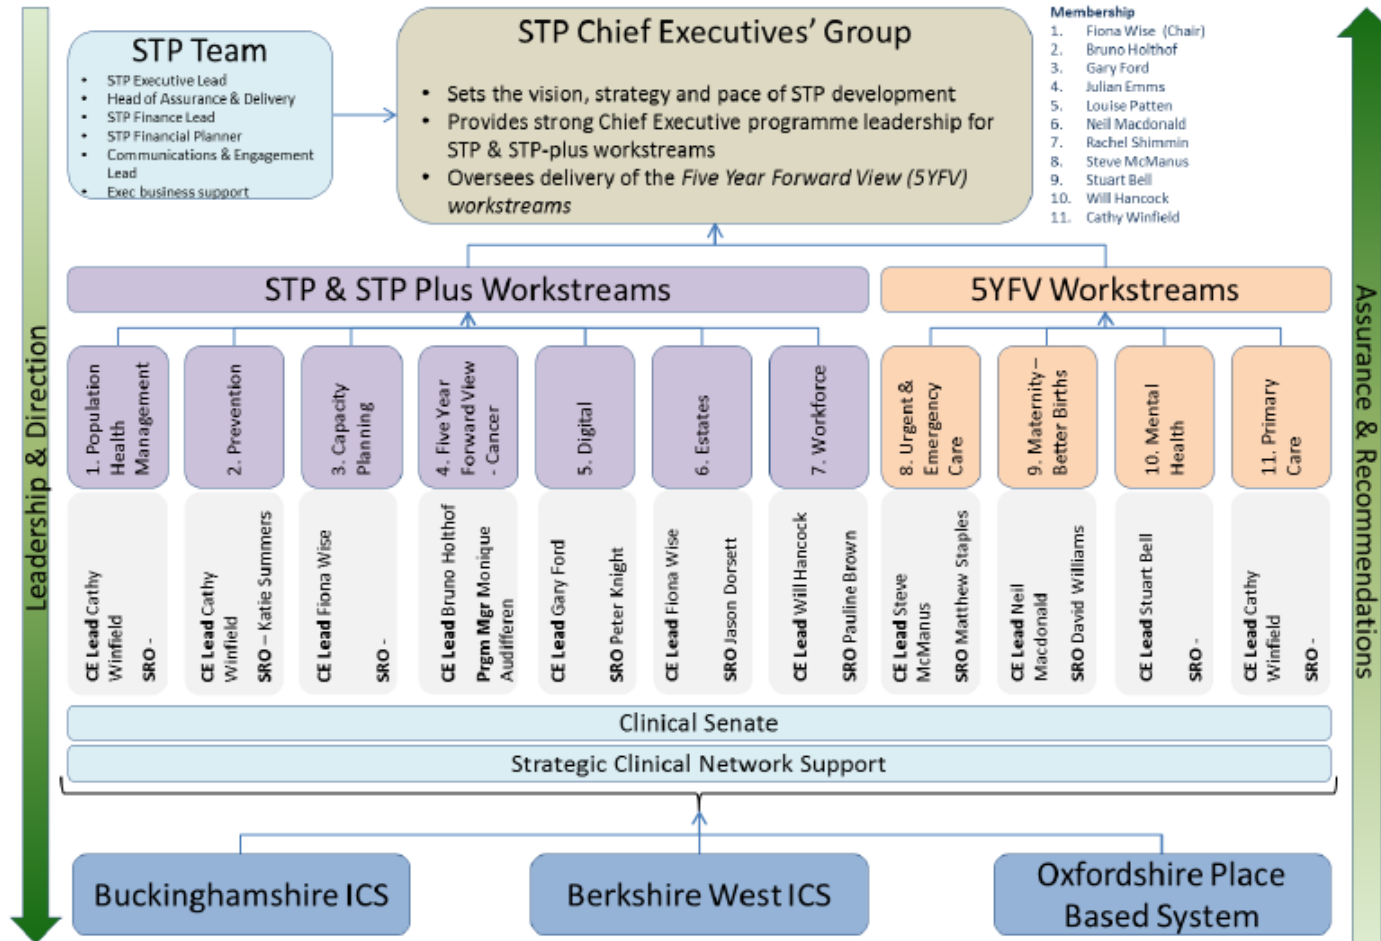 STP Team
• STP Executive Lead
• Head of Assurance & Delivery
• STP Finance Lead
• STP Financial Planner
• Communications & Engagement
Lead
• Exec business support
STP Chief Executives' Group
• Sets the vision, strategy and pace of STP development
• Provides strong Chief Executive programme leadership for
STP & STP-plus workstreams
• Oversees delivery of the Five Year Forward View (5YFV)
workstreams
Membership
1. Fiona Wise (Chair)
2. Bruno Holthof
3. Gary Ford
4. Julian Emms
5. Louise Patten
6. Neil Macdonald
7. Rachel Shimmin
8. Steve McManus
9. Stuart Bell
10. Will Hancock
11. Cathy Winfield
Leadership & Direction
Assurance & Recommendations
STP & STP Plus Workstreams
5YFV Workstreams
1. Population
Health
Management
2. Prevention
3. Capacity
Planning
4. Five Year
Forward View
- Cancer
5. Digital
6. Estates
7. Workforce
8. Urgent &
Emergency
Care
9. Maternity –
Better Births
10. Mental
Health
11. Primary
Care
CE Lead Cathy
Winfield
SRO -
CE Lead Cathy
Winfield
SRO – Katie Summers
CE Lead Fiona Wise
SRO -
CE Lead Bruno Holthof
Prgm Mgr Monique
Audifferen
CE Lead Gary Ford
SRO Peter Knight
CE Lead Fiona Wise
SRO Jason Dorsett
CE Lead Will Hancock
SRO Pauline Brown
CE Lead Steve
McManus
SRO Matthew Staples
CE Lead Neil
Macdonald
SRO David Williams
CE Lead Stuart Bell
SRO -
CE Lead Cathy
Winfield
SRO -
Clinical Senate
Strategic Clinical Network Support
Buckinghamshire ICS
Berkshire West ICS
Oxfordshire Place
Based System